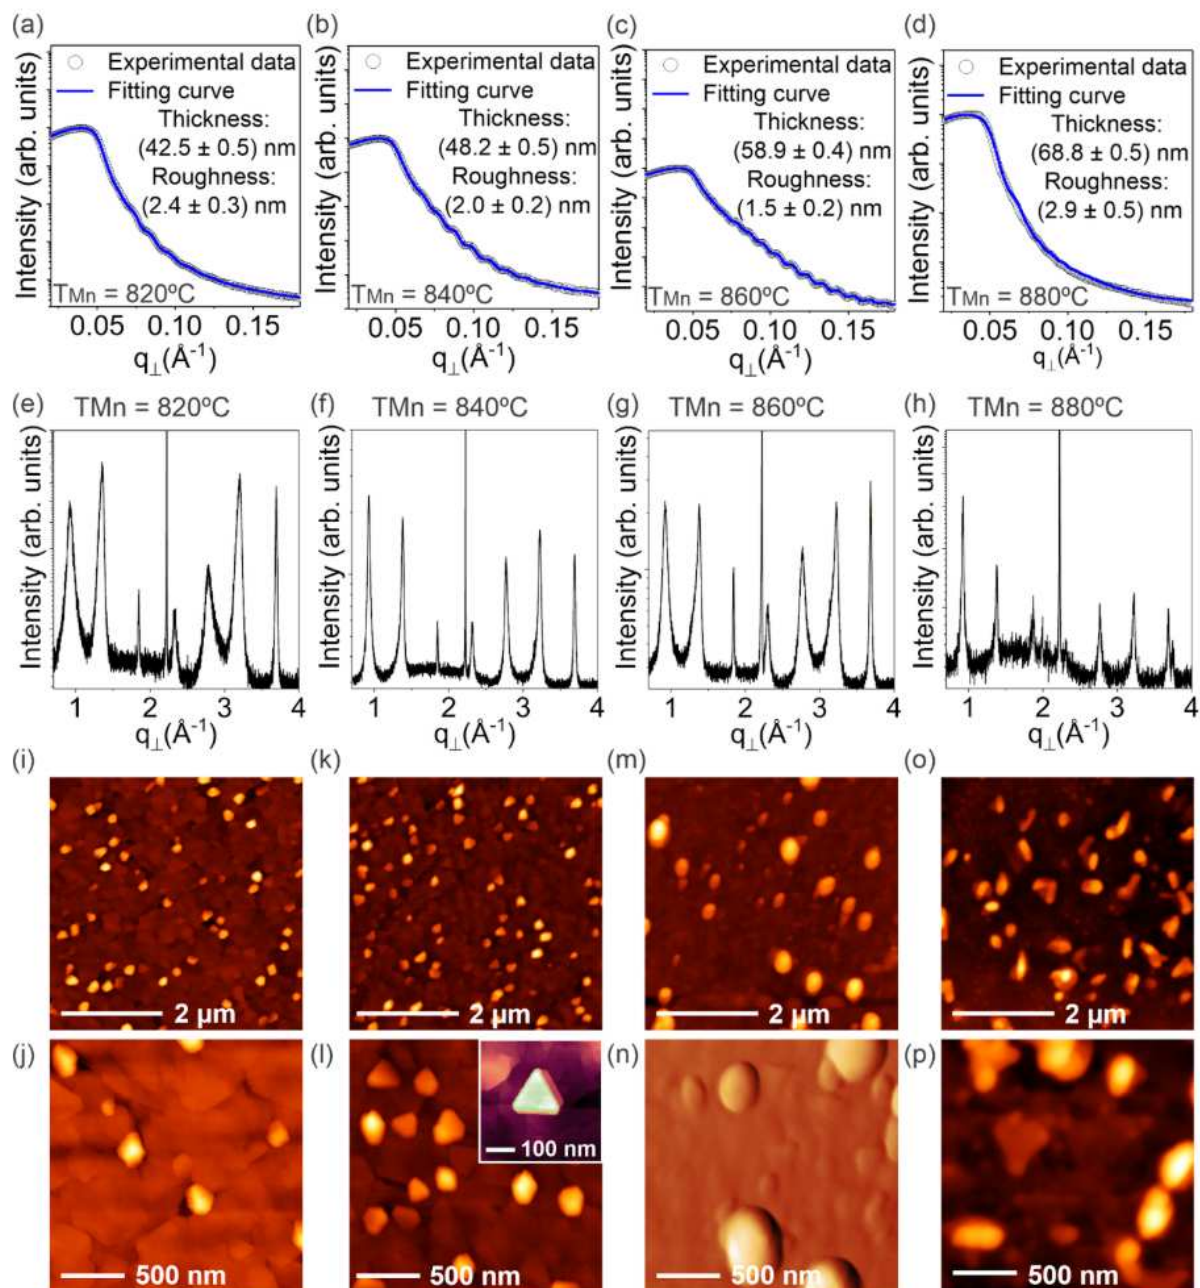 (a)
(b)
(c)
(d)
Intensity (arb. units)
Experimental data
Fitting curve
Thickness:
(42.5 ± 0.5) nm
Roughness:
(2.4 ± 0.3) nm
TMn = 820ºC
0.05 0.10 0.15
q⊥(Å-1)
Intensity (arb. units)
Experimental data
Fitting curve
Thickness:
(48.2 ± 0.5) nm
Roughness:
(2.0 ± 0.2) nm
TMn = 840ºC
0.05 0.10 0.15
q⊥(Å-1)
Intensity (arb. units)
Experimental data
Fitting curve
Thickness:
(58.9 ± 0.4) nm
Roughness:
(1.5 ± 0.2) nm
TMn = 860ºC
0.05 0.10 0.15
q⊥(Å-1)
Intensity (arb. units)
Experimental data
Fitting curve
Thickness:
(68.8 ± 0.5) nm
Roughness:
(2.9 ± 0.5) nm
TMn = 880ºC
0.05 0.10 0.15
q⊥(Å-1)
(e) TMn = 820ºC
Intensity (arb. units)
1 2 3 4
q⊥(Å-1)
(f) TMn = 840ºC
Intensity (arb. units)
1 2 3 4
q⊥(Å-1)
(g) TMn = 860ºC
Intensity (arb. units)
1 2 3 4
q⊥(Å-1)
(h) TMn = 880ºC
Intensity (arb. units)
1 2 3 4
q⊥(Å-1)
(i)
2 µm
(k)
2 µm
(m)
2 µm
(o)
2 µm
(j)
500 nm
(l)
100 nm
500 nm
(n)
500 nm
(p)
500 nm